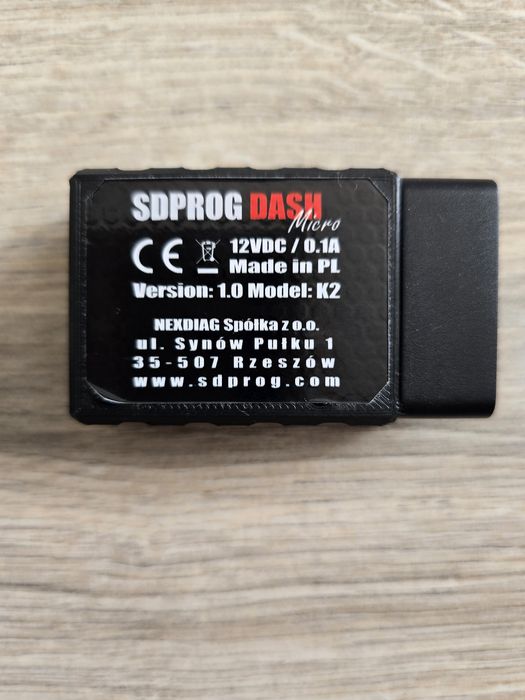 SDPROG DASH
Micro
12VDC / 0.1A
Made in PL
Version: 1.0 Model: K2
NEXDIAG Spółka z o.o.
ul. Synów Pułku 1
35-507 Rzeszów
www.sdprog.com